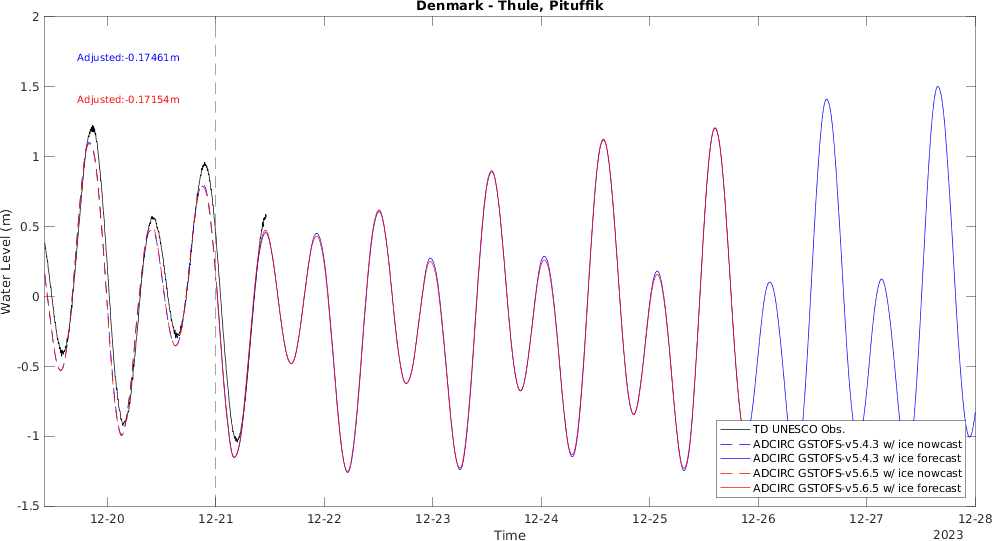 Denmark - Thule, Pituffik
Adjusted:-0.17461m
Adjusted:-0.17154m
Water Level (m)
2
1.5
1
0.5
0
-0.5
-1
-1.5
TD UNESCO Obs.
ADCIRC GSTOFS-v5.4.3 w/ ice nowcast
ADCIRC GSTOFS-v5.4.3 w/ ice forecast
ADCIRC GSTOFS-v5.6.5 w/ ice nowcast
ADCIRC GSTOFS-v5.6.5 w/ ice forecast
12-20 12-21 12-22 12-23 12-24 12-25 12-26 12-27 12-28
Time
2023